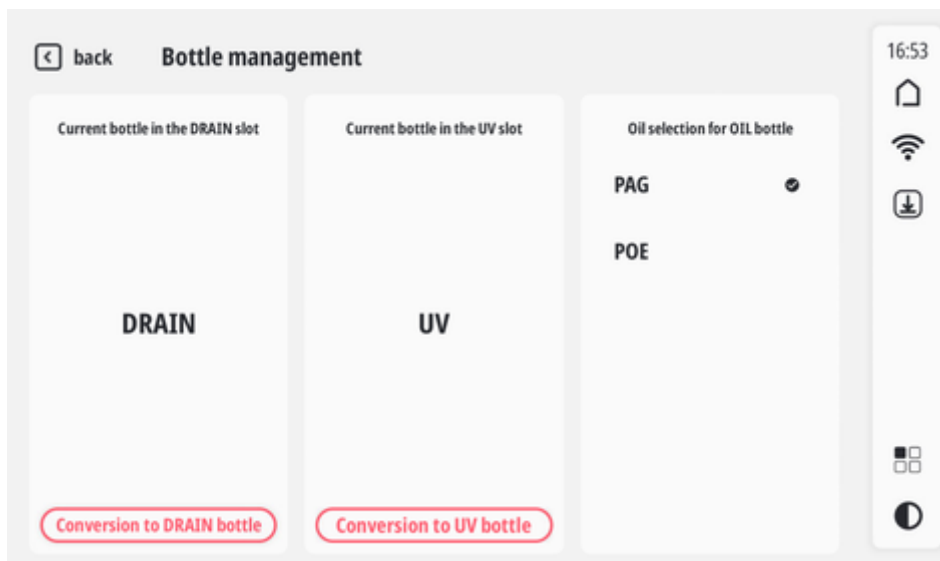 back
Bottle management
16:53
Current bottle in the DRAIN slot
DRAIN
Conversion to DRAIN bottle
Current bottle in the UV slot
UV
Conversion to UV bottle
Oil selection for OIL bottle
PAG
POE